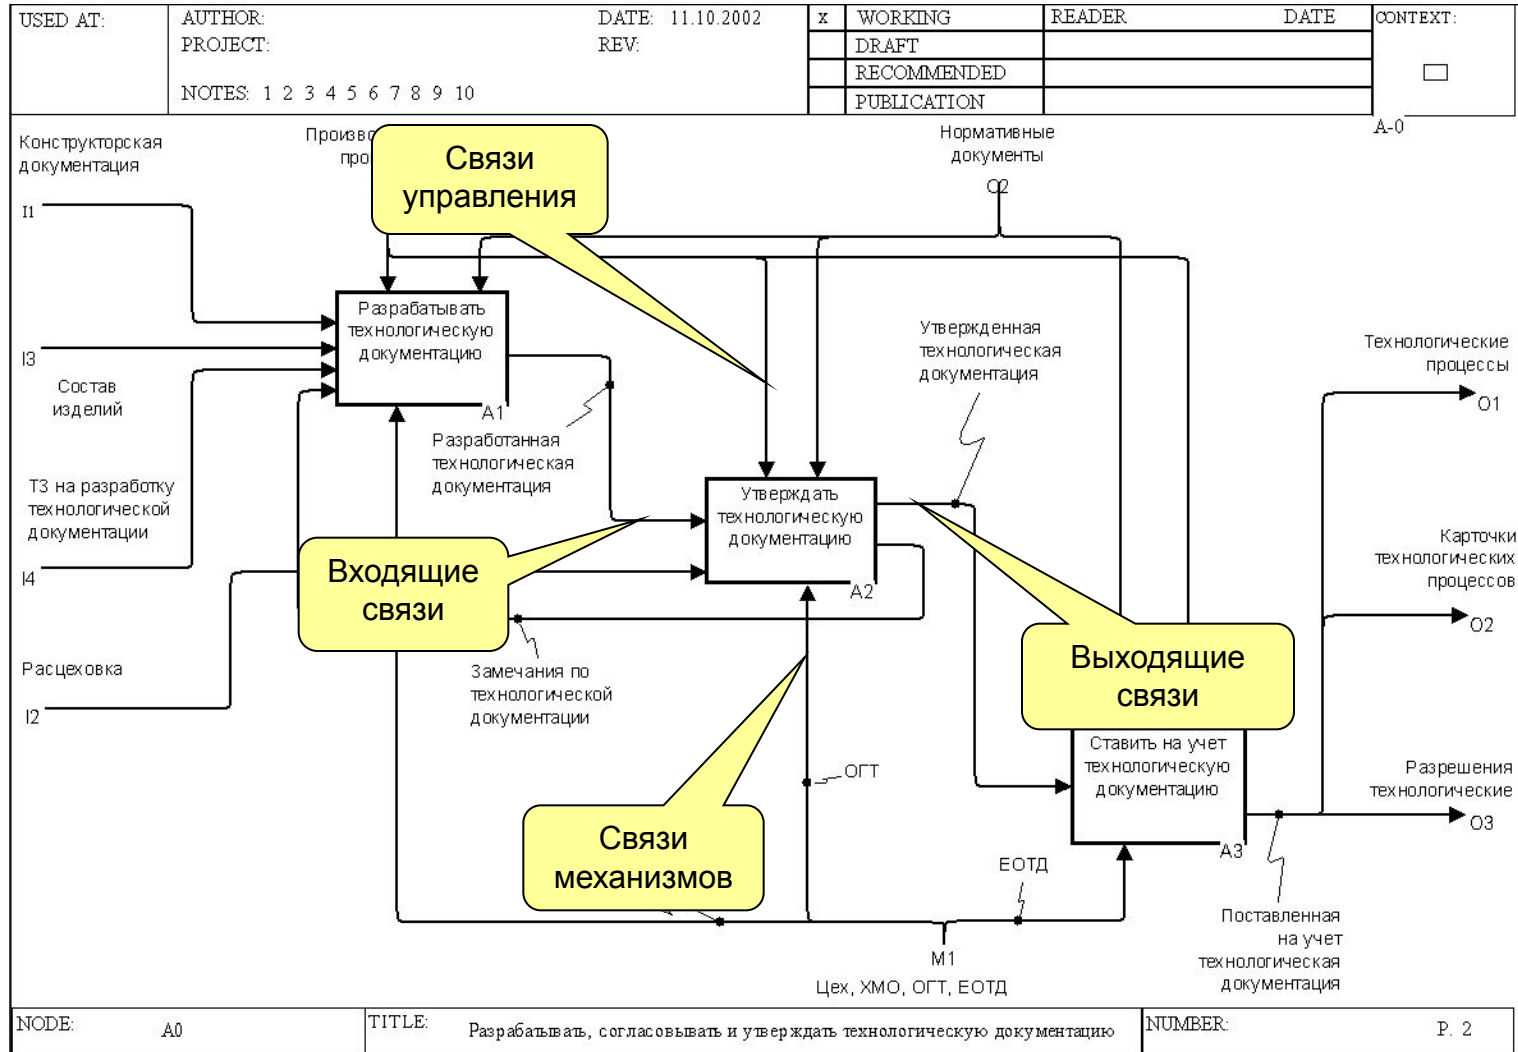 USED AT:
AUTHOR:
DATE: 11.10.2002
PROJECT:
REV:
NOTES: 1 2 3 4 5 6 7 8 9 10
x
WORKING
DRAFT
RECOMMENDED
PUBLICATION
READER
DATE
CONTEXT:
A-0
Конструкторская
документация
I1
Связи
управления
Нормативные
документы
C2
Разрабатывать
технологическую
документацию
A1
I3
Состав
изделий
Утвержденная
технологическая
документация
Технологические
процессы
O1
Разработанная
технологическая
документация
ТЗ на разработку
технологической
документации
I4
Утверждать
технологическую
документацию
A2
Входящие
связи
Карточки
технологических
процессов
O2
Расцеховка
I2
Замечания по
технологической
документации
Выходящие
связи
ОГТ
Ставить на учет
технологическую
документацию
A3
Разрешения
технологические
O3
Связи
механизмов
ЕОТД
M1
Цех, ХМО, ОГТ, ЕОТД
Поставленная
на учет
технологическая
документация
NODE:
A0
TITLE:
Разрабатывать, согласовывать и утверждать технологическую документацию
NUMBER:
P. 2